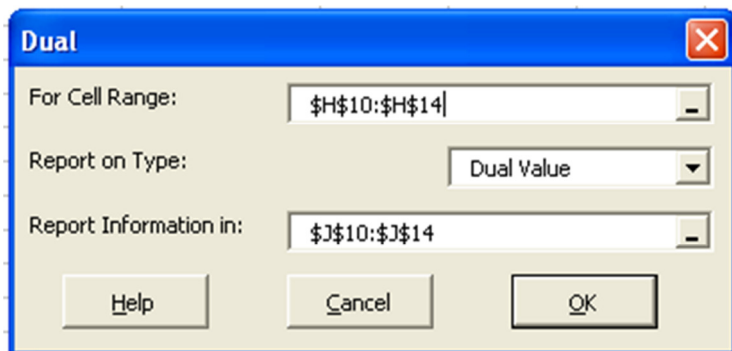 Dual
For Cell Range: $H$10:$H$14
Report on Type: Dual Value
Report Information in: $J$10:$J$14
Help Cancel OK